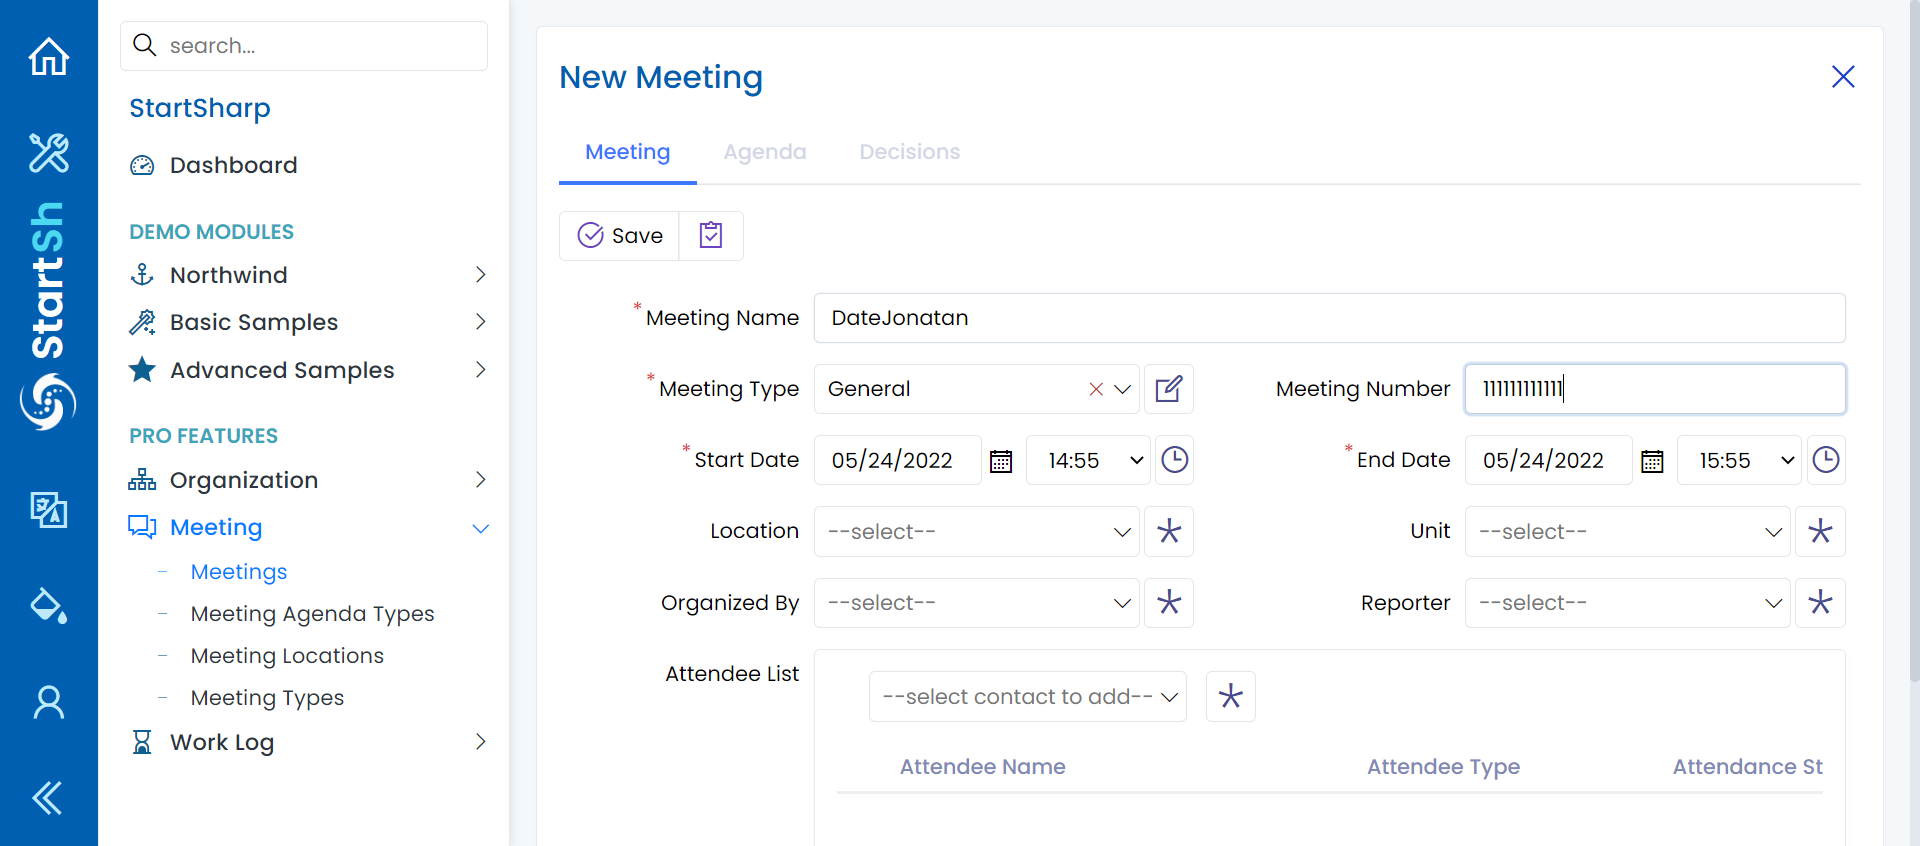 search...
StartSharp
Dashboard
DEMO MODULES
Northwind
Basic Samples
Advanced Samples
PRO FEATURES
Organization
Meeting
Meetings
Meeting Agenda Types
Meeting Locations
Meeting Types
Work Log
StartSh
New Meeting
Meeting Agenda Decisions
Save
* Meeting Name DateJonatan
* Meeting Type General Meeting Number 111111111111
* Start Date 05/24/2022 14:55 * End Date 05/24/2022 15:55
Location --select-- Unit --select--
Organized By --select-- Reporter --select--
Attendee List
--select contact to add--
Attendee Name Attendee Type Attendance St